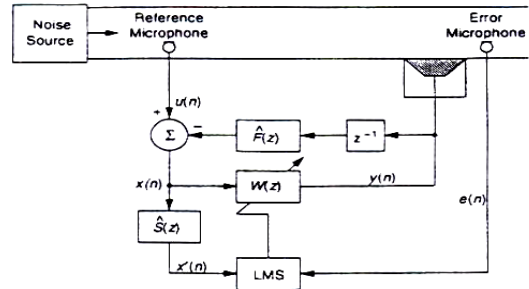 Noise
Source
Reference
Microphone
Error
Microphone
u(n)
+
Σ
−
F̂(z)
z⁻¹
x(n)
W(z)
y(n)
e(n)
Ŝ(z)
x'(n)
LMS